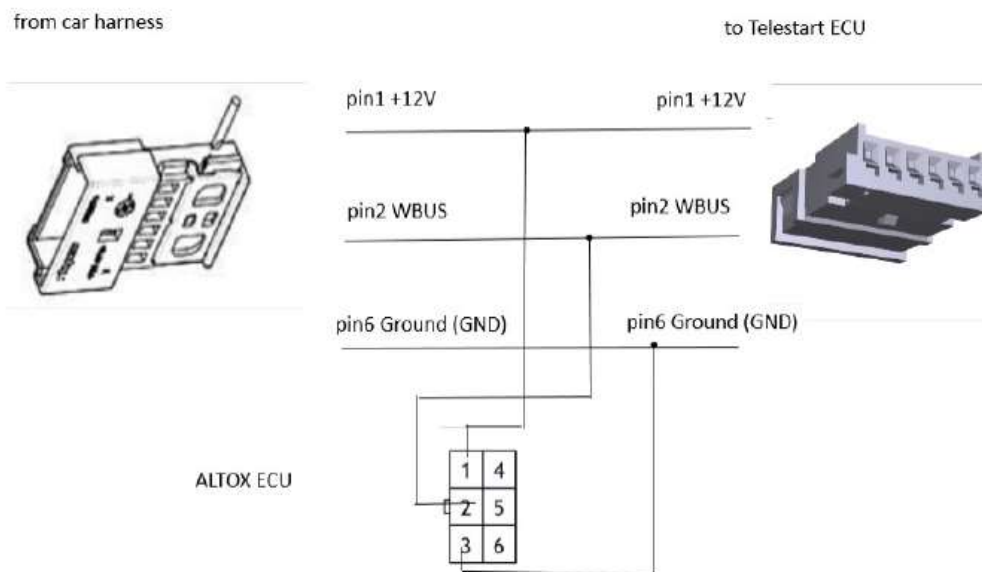 from car harness
to Telestart ECU
pin1 +12V
pin1 +12V
pin2 WBUS
pin2 WBUS
pin6 Ground (GND)
pin6 Ground (GND)
ALTOX ECU
1 4
2 5
3 6